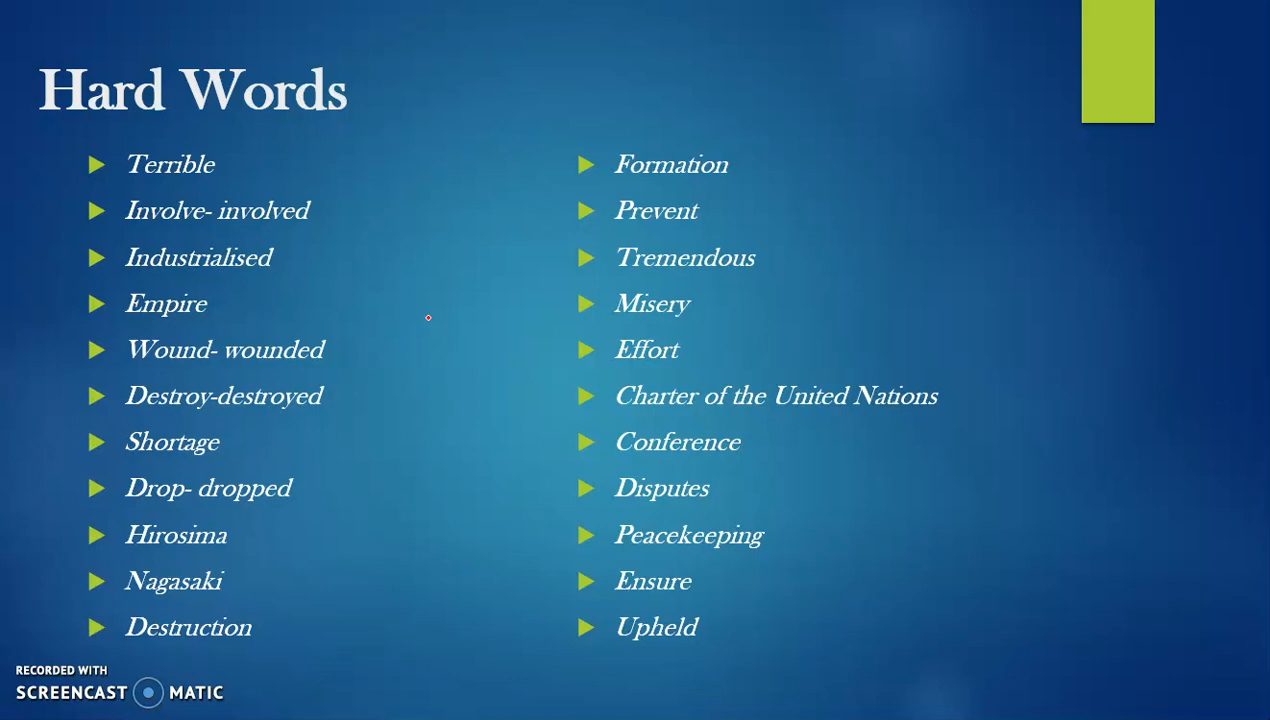 Hard Words
Terrible
Involve- involved
Industrialised
Empire
Wound- wounded
Destroy-destroyed
Shortage
Drop- dropped
Hirosima
Nagasaki
Destruction
Formation
Prevent
Tremendous
Misery
Effort
Charter of the United Nations
Conference
Disputes
Peacekeeping
Ensure
Upheld
RECORDED WITH
SCREENCAST MATIC